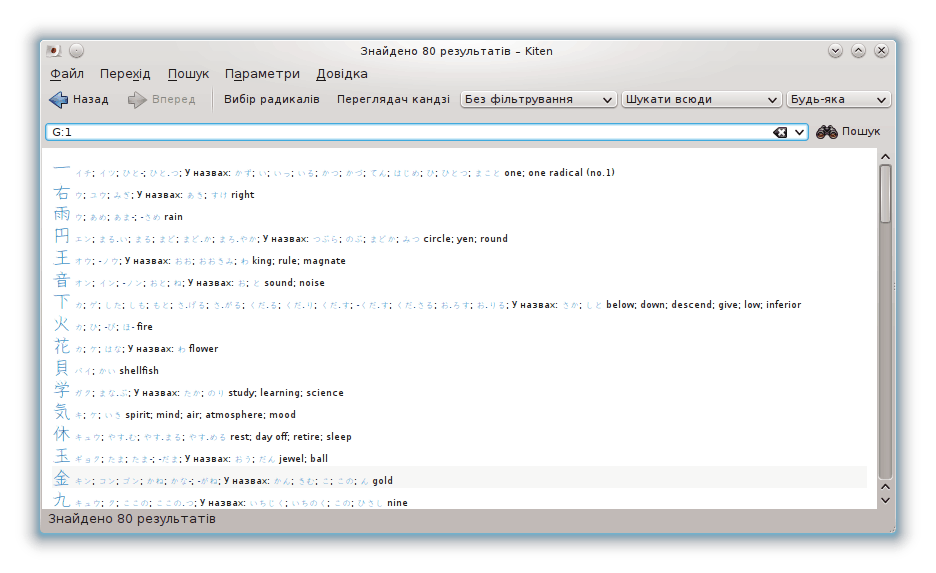 Знайдено 80 результатів – Kiten
Файл Перехід Пошук Параметри Довідка
Назад Вперед Вибір радикалів Переглядач кандзі Без фільтрування Шукати всюди Будь-яка
G:1 Пошук
一 イチ; イツ; ひと-; ひと.つ; У назвах: かず; い; いっ; いる; かつ; かづ; てん; はじめ; ひ; ひとつ; まこと one; one radical (no.1)
右 ウ; ユウ; みぎ; У назвах: あき; すけ right
雨 ウ; あめ; あま-; -さめ rain
円 エン; まる.い; まる; まど; まど.か; まろ.やか; У назвах: つぶら; のぶ; まどか; みつ circle; yen; round
王 オウ; -ノウ; У назвах: おお; おおきみ; わ king; rule; magnate
音 オン; イン; -ノン; おと; ね; У назвах: お; と sound; noise
下 カ; ゲ; した; しも; もと; さ.げる; さ.がる; くだ.る; くだ.り; くだ.す; -くだ.す; くだ.さる; お.ろす; お.りる; У назвах: さか; しと below; down; descend; give; low; inferior
火 カ; ひ; -び; ほ- fire
花 カ; ケ; はな; У назвах: わ flower
貝 バイ; かい shellfish
学 ガク; まな.ぶ; У назвах: たか; のり study; learning; science
気 キ; ケ; いき spirit; mind; air; atmosphere; mood
休 キュウ; やす.む; やす.まる; やす.める rest; day off; retire; sleep
玉 ギョク; たま; たま-; -だま; У назвах: おう; だん jewel; ball
金 キン; コン; ゴン; かね; かな-; -がね; У назвах: かん; きむ; こ; この; ん gold
九 キュウ; ク; ここの; ここの.つ; У назвах: いちじく; いちのく; この; ひさし nine
Знайдено 80 результатів